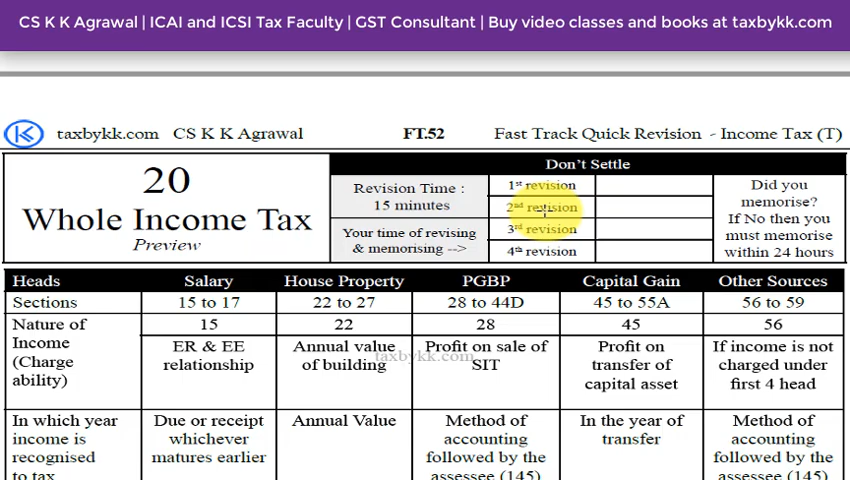 CS K K Agrawal | ICAI and ICSI Tax Faculty | GST Consultant | Buy video classes and books at taxbykk.com
taxbykk.com CS K K Agrawal FT.52 Fast Track Quick Revision - Income Tax (T)
20
Whole Income Tax
Preview
Don't Settle
Revision Time :
15 minutes
Your time of revising
& memorising -->
1st revision
2nd revision
3rd revision
4th revision
Did you
memorise?
If No then you
must memorise
within 24 hours
Heads Salary House Property PGBP Capital Gain Other Sources
Sections 15 to 17 22 to 27 28 to 44D 45 to 55A 56 to 59
Nature of
Income
(Charge
ability)
15 22 28 45 56
ER & EE
relationship
Annual value
of building
Profit on sale of
SIT
Profit on
transfer of
capital asset
If income is not
charged under
first 4 head
taxbykk.com
In which year
income is
recognised
to tax
Due or receipt
whichever
matures earlier
Annual Value
Method of
accounting
followed by the
assessee (145)
In the year of
transfer
Method of
accounting
followed by the
assessee (145)